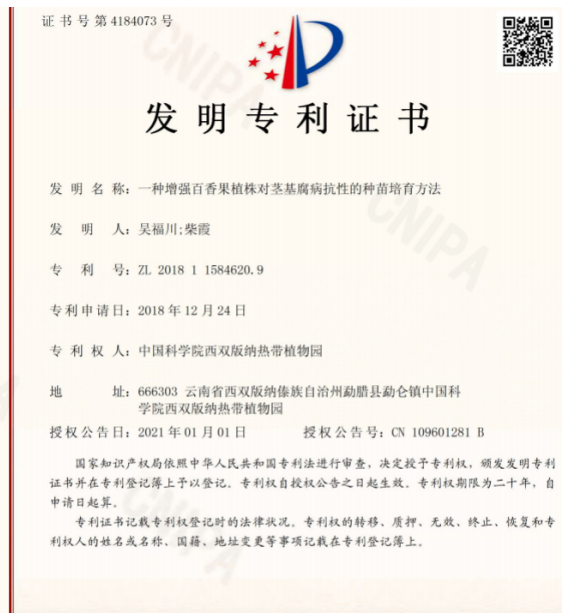 证书号第4184073号
发明专利证书
发明名称：一种增强百香果植株对茎基腐病抗性的种苗培育方法
发明人：吴福川;柴霞
专利号：ZL 2018 1 1584620.9
专利申请日：2018年12月24日
专利权人：中国科学院西双版纳热带植物园
地址：666303 云南省西双版纳傣族自治州勐腊县勐仑镇中国科
学院西双版纳热带植物园
授权公告日：2021年01月01日 授权公告号：CN 109601281 B
国家知识产权局依照中华人民共和国专利法进行审查，决定授予专利权，颁发发明专利
证书并在专利登记簿上予以登记。专利权自授权公告之日起生效。专利权期限为二十年，自
申请日起算。
专利证书记载专利权登记时的法律状况。专利权的转移、质押、无效、终止、恢复和专
利权人的姓名或名称、国籍、地址变更等事项记载在专利登记簿上。
CNIPA
CNIPA
CNIPA